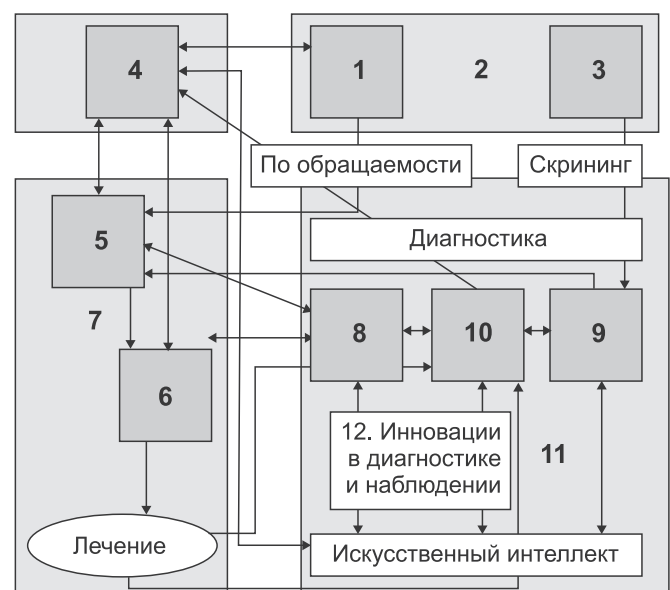 4
1
2
3
По обращаемости
Скрининг
5
Диагностика
7
8
10
9
6
12. Инновации
в диагностике
и наблюдении
11
Лечение
Искусственный интеллект